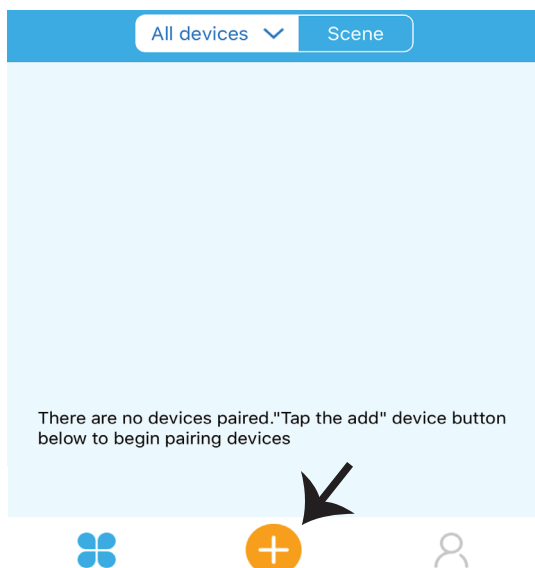 All devices Scene
There are no devices paired."Tap the add" device button
below to begin pairing devices